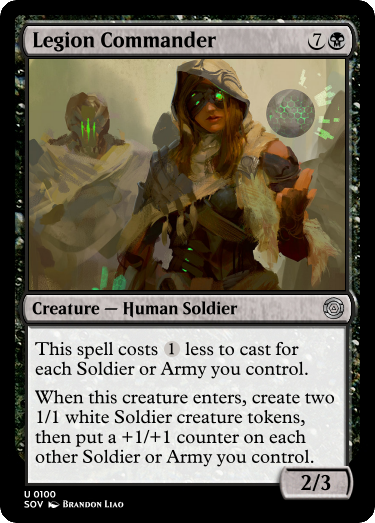 Legion Commander 7
Creature — Human Soldier
This spell costs 1 less to cast for
each Soldier or Army you control.
When this creature enters, create two
1/1 white Soldier creature tokens,
then put a +1/+1 counter on each
other Soldier or Army you control.
2/3
U 0100
SOV BRANDON LIAO